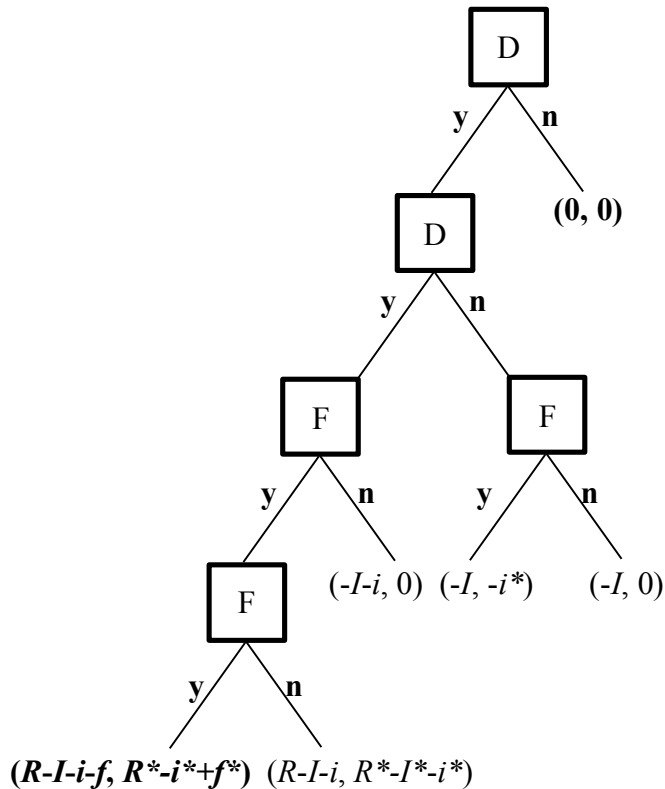 D
y n
(0, 0)
D
y n
F F
y n y n
(-I-i, 0) (-I, -i*) (-I, 0)
F
y n
(R-I-i-f, R*-i*+f*) (R-I-i, R*-I*-i*)